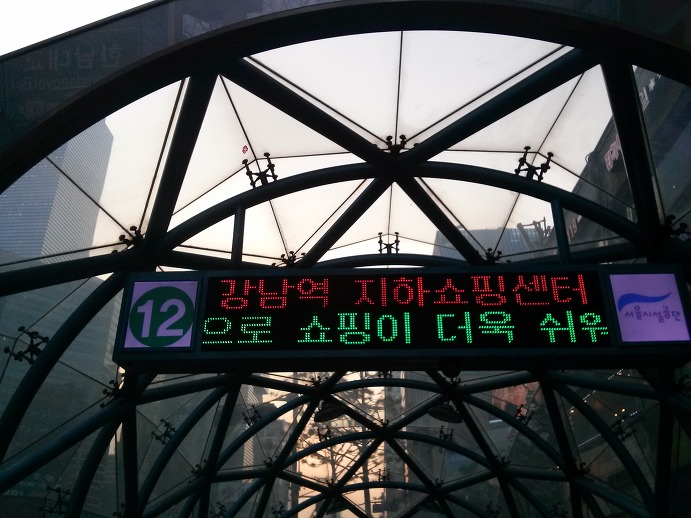 12
강남역 지하쇼핑센터
으로 쇼핑이 더욱 쉬워
서울시설공단